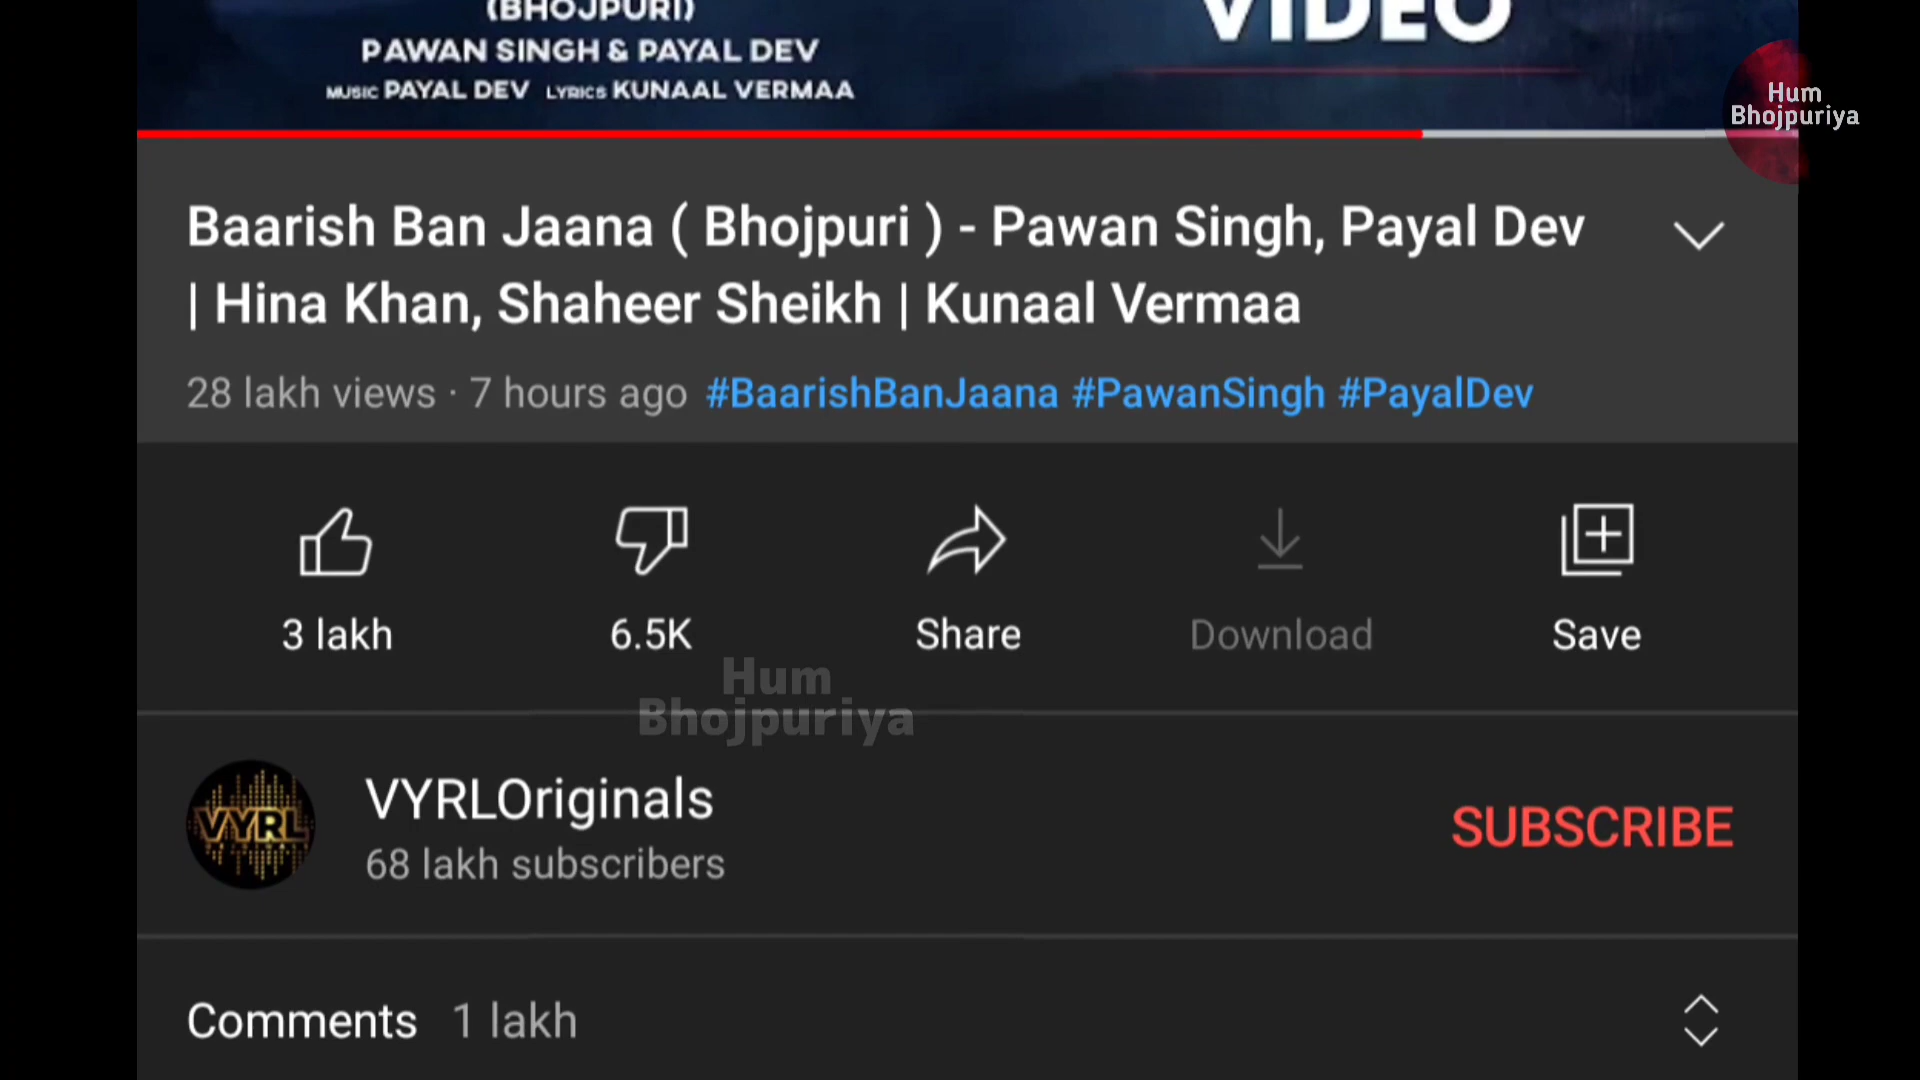 (BHOJPURI)
PAWAN SINGH & PAYAL DEV
MUSIC PAYAL DEV LYRICS KUNAAL VERMAA
VIDEO
Hum
Bhojpuriya
Baarish Ban Jaana ( Bhojpuri ) - Pawan Singh, Payal Dev
| Hina Khan, Shaheer Sheikh | Kunaal Vermaa
28 lakh views · 7 hours ago #BaarishBanJaana #PawanSingh #PayalDev
3 lakh 6.5K Share Download Save
Hum
Bhojpuriya
VYRL
VYRLOriginals
68 lakh subscribers
SUBSCRIBE
Comments 1 lakh